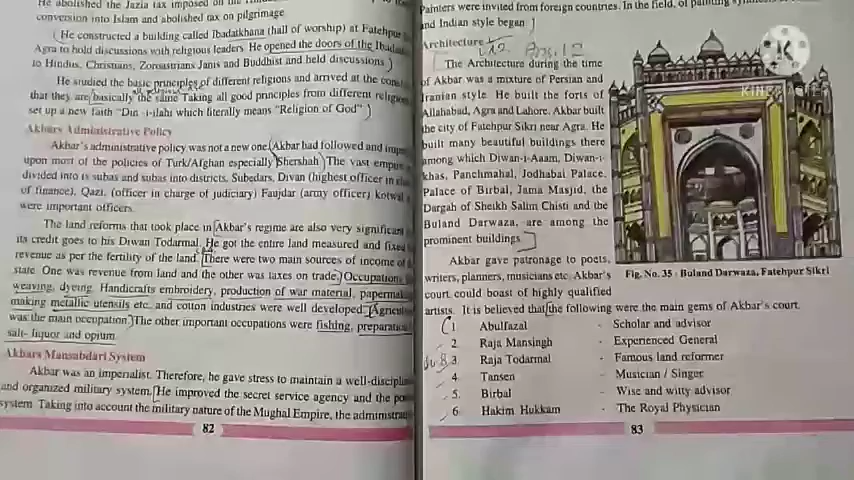 He abolished the Jazia tax imposed on the
conversion into Islam and abolished tax on pilgrimage
He constructed a building called Ibadatkhana (hall of worship) at Fatehpur
Agra to hold discussions with religious leaders. He opened the doors of the Ibadat
to Hindus, Christians, Zoroastrians Janis and Buddhist and held discussions.)
He studied the basic principles of different religions and arrived at the
that they are basically the same Taking all good principles from different
set up a new faith "Din -i-ilahi which literally means "Religion of God" )
Akbars Administrative Policy
Akbar's administrative policy was not a new one.(Akbar had followed and
upon most of the policies of Turk/Afghan especially Shershah) The vast
divided into is subas and subas into districts. Subedars, Divan (highest officer in
of finance), Qazi, (officer in charge of judiciary) Faujdar (army officer) kotwal
were important officers.
The land reforms that took place in Akbar's regime are also very significant
its credit goes to his Diwan Todarmal. He got the entire land measured and fixed
revenue as per the fertility of the land. There were two main sources of income of
state. One was revenue from land and the other was taxes on trade. Occupations
weaving, dyeing. Handicrafts embroidery, production of war material,
making metallic utensils etc. and cotton industries were well developed.
was the main occupation. The other important occupations were fishing, preparation
salt- liquor and opium
Akbars Mansabdari System
Akbar was an imperialist. Therefore, he gave stress to maintain a
and organized military system. He improved the secret service agency and the
system Taking into account the military nature of the Mughal Empire, the
82
Painters were invited from foreign countries. In the field, of painting
and Indian style began )
Architecture
Ans.12
[The Architecture during the time
of Akbar was a mixture of Persian and
Iranian style. He built the forts of
Allahabad, Agra and Lahore. Akbar built
the city of Fatehpur Sikri near Agra. He
built many beautiful buildings there
among which Diwan-i-Aaam, Diwan-i-
khas, Panchmahal, Jodhabai Palace,
Palace of Birbal, Jama Masjid, the
Dargah of Sheikh Salim Chisti and the
Buland Darwaza, are among the
prominent buildings.]
Akbar gave patronage to poets,
writers, planners, musicians etc. Akbar's
court could boast of highly qualified
artists. It is believed that the following were the main gems of Akbar's court.
1. Abulfazal - Scholar and advisor
2. Raja Mansingh - Experienced General
3. Raja Todarmal - Famous land reformer
4. Tansen - Musician / Singer
5. Birbal - Wise and witty advisor
6. Hakim Hukkam - The Royal Physician
Fig. No. 35 : Buland Darwaza, Fatehpur Sikri
83
K